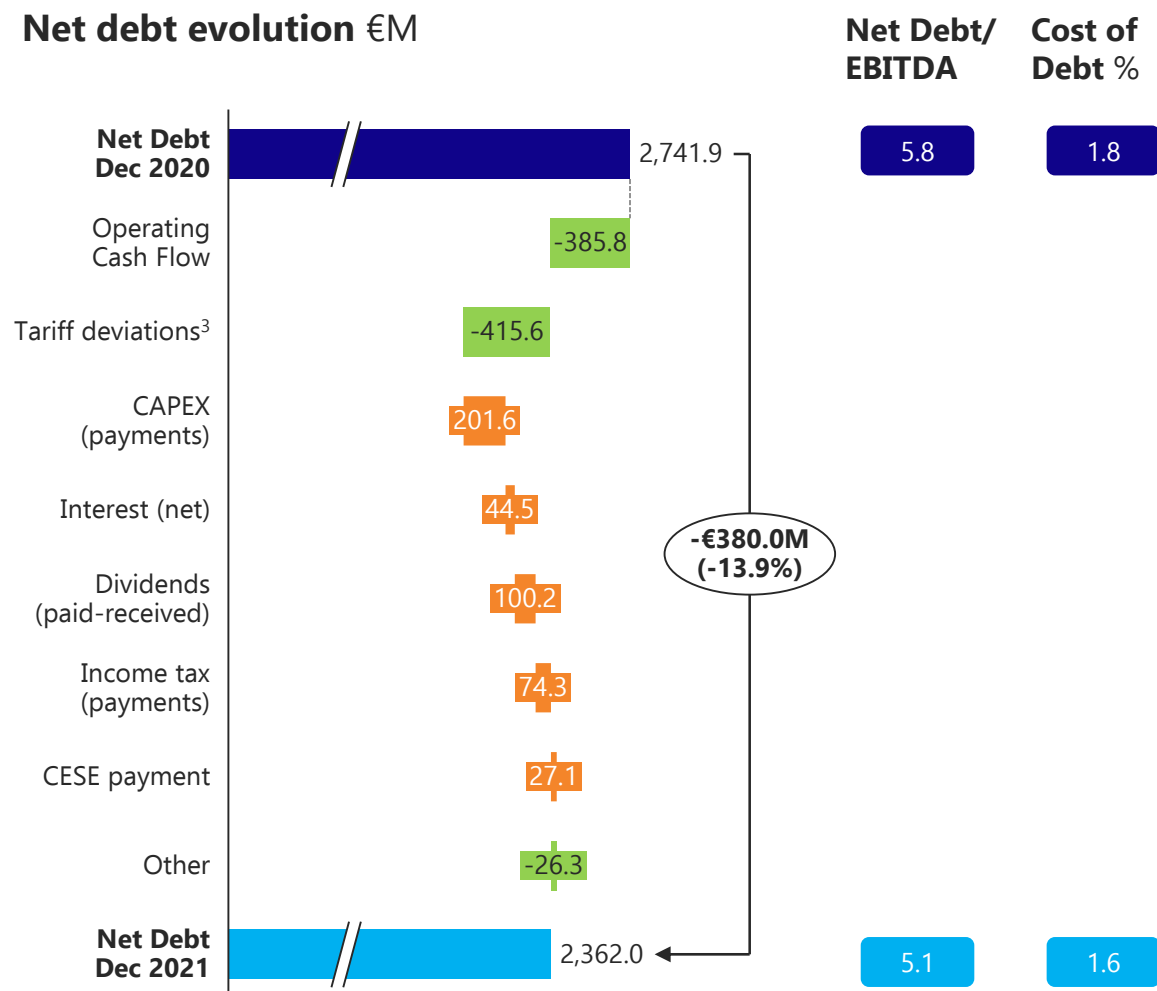 Net debt evolution €M
Net Debt/
EBITDA
Cost of
Debt %
Net Debt
Dec 2020
2,741.9
5.8
1.8
Operating
Cash Flow
-385.8
Tariff deviations³
-415.6
CAPEX
(payments)
201.6
Interest (net)
44.5
-€380.0M
(-13.9%)
Dividends
(paid-received)
100.2
Income tax
(payments)
74.3
CESE payment
27.1
Other
-26.3
Net Debt
Dec 2021
2,362.0
5.1
1.6